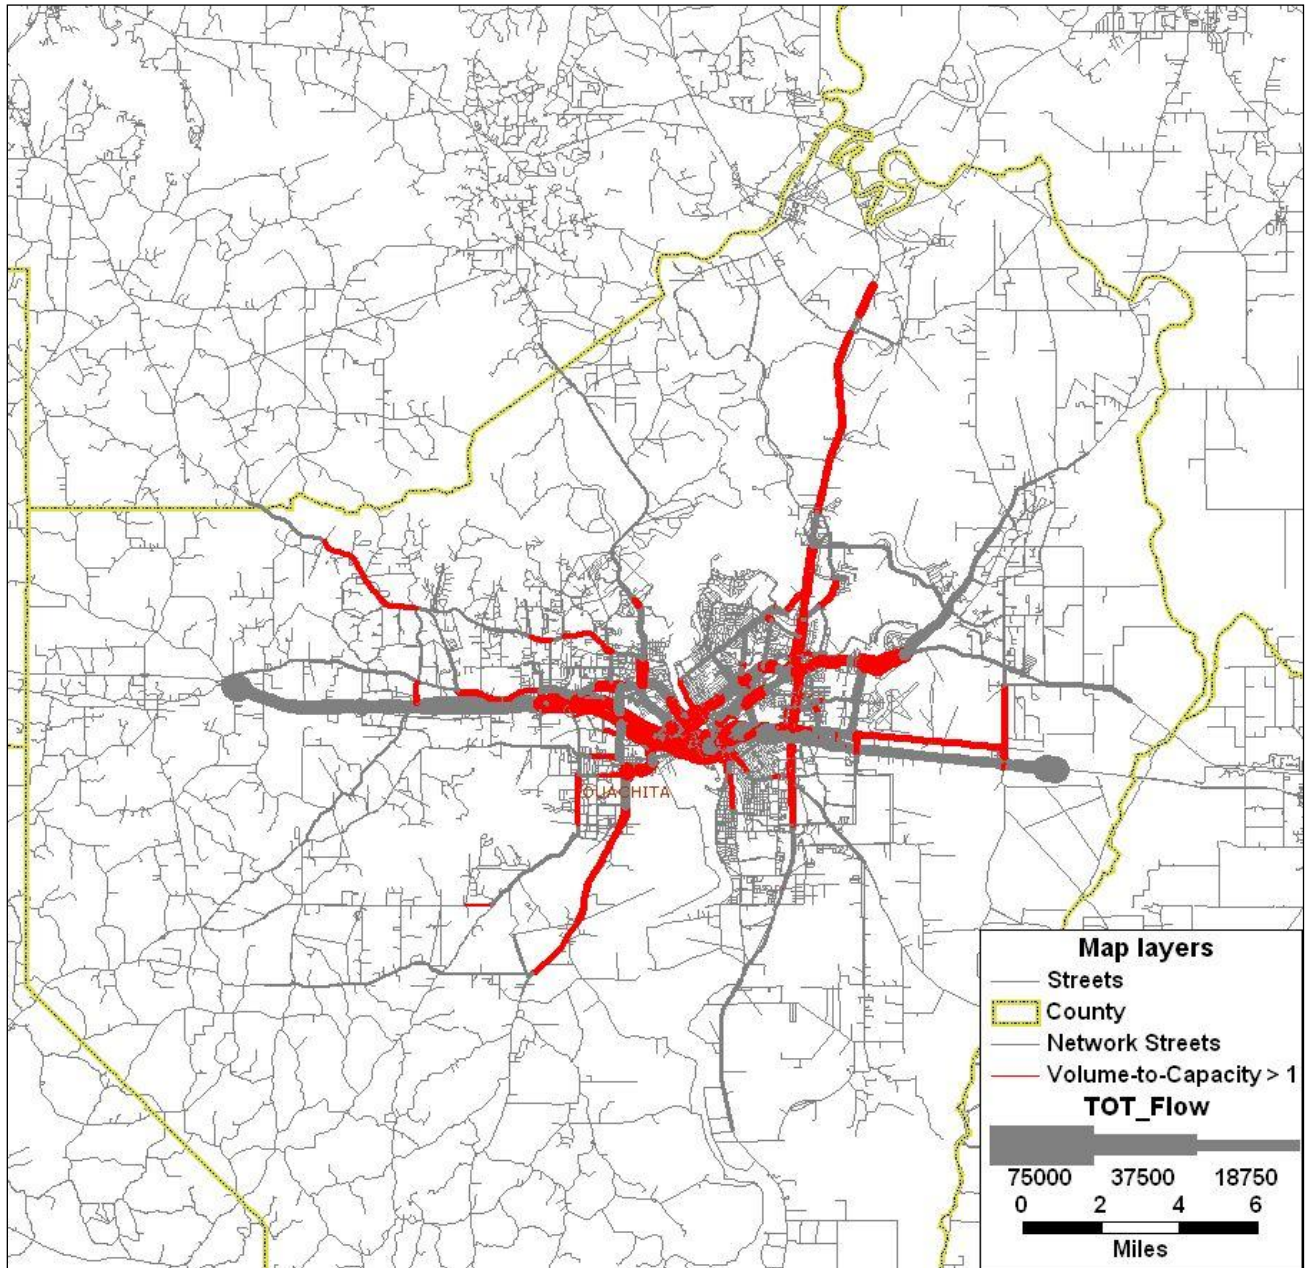 OUACHITA
Map layers
Streets
County
Network Streets
Volume-to-Capacity > 1
TOT_Flow
75000 37500 18750
0 2 4 6
Miles